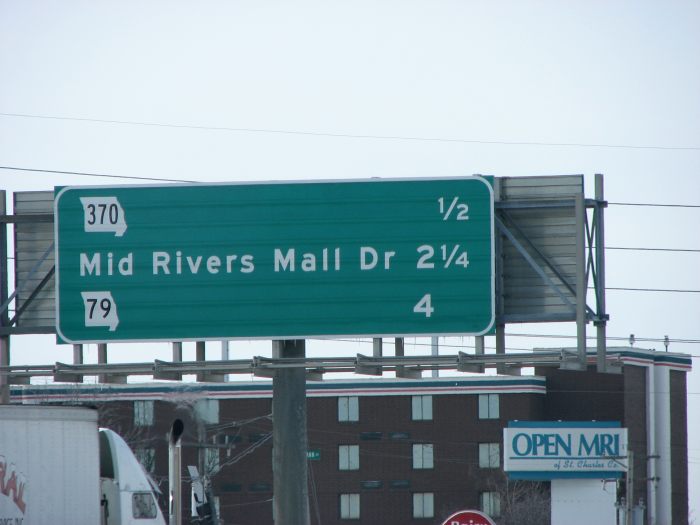 370 ½
Mid Rivers Mall Dr 2¼
79 4
OPEN MRI
of St. Charles Co.